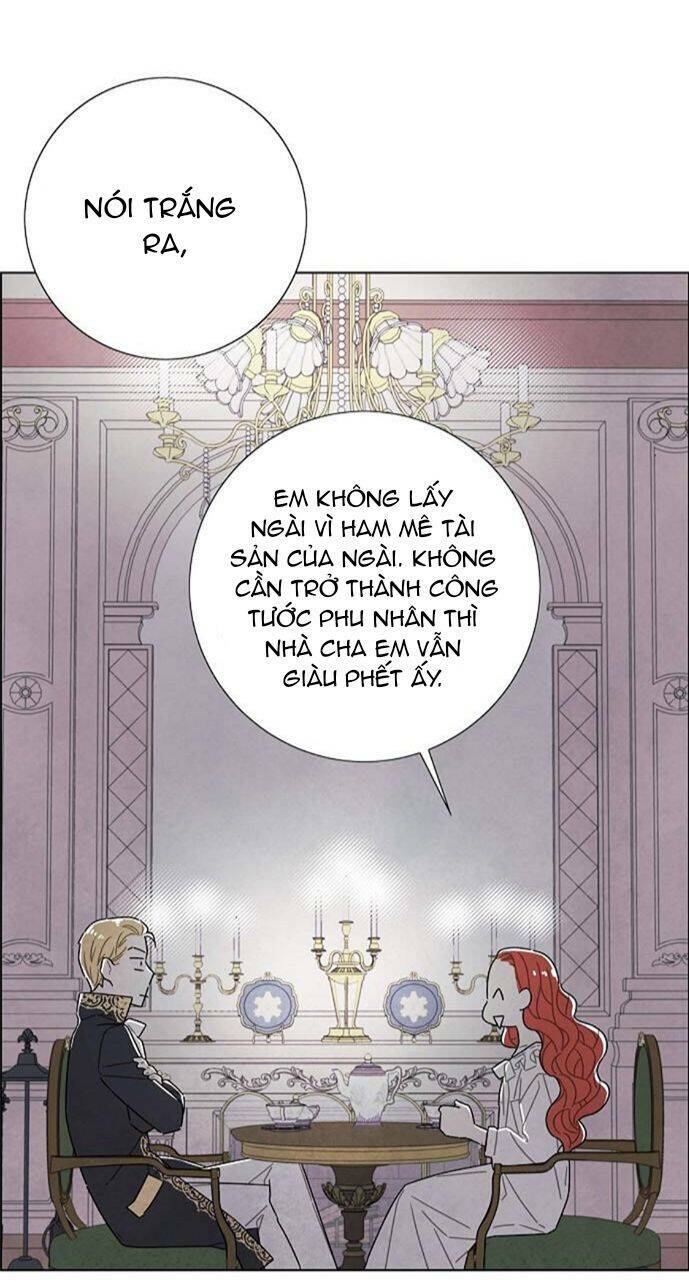 NÓI TRẮNG
RA,
EM KHÔNG LẤY
NGÀI VÌ HAM MÊ TÀI
SẢN CỦA NGÀI. KHÔNG
CẦN TRỞ THÀNH CÔNG
TƯỚC PHU NHÂN THÌ
NHÀ CHA EM VẪN
GIÀU PHẾT ẤY.